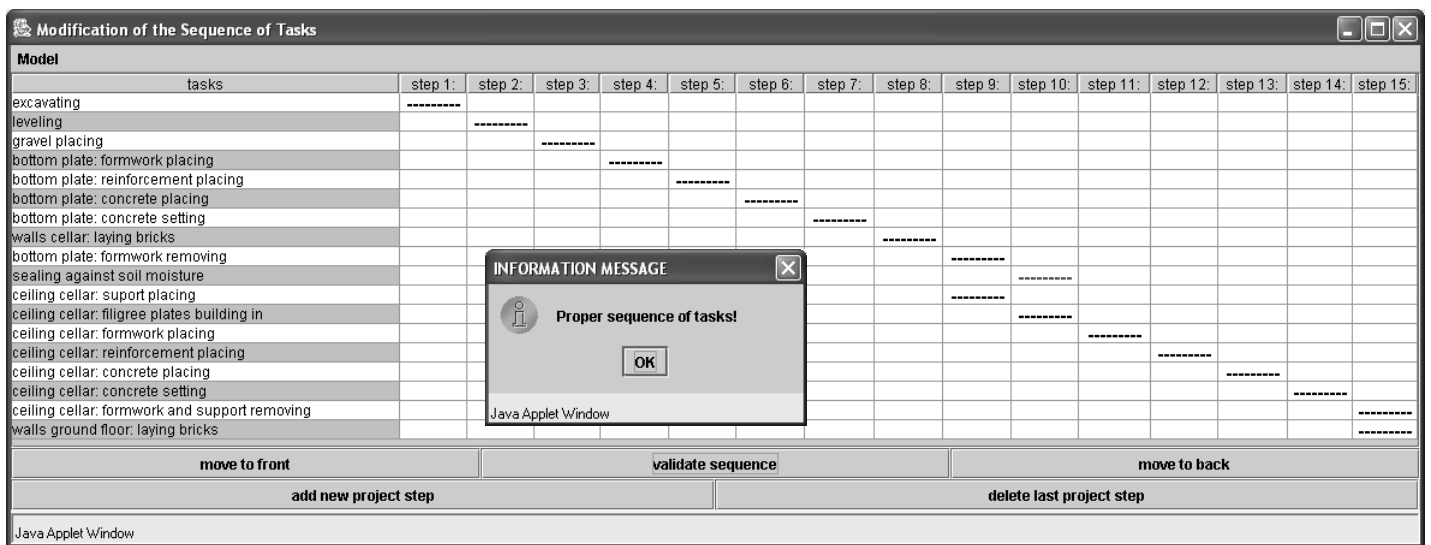 Modification of the Sequence of Tasks
Model
tasks step 1: step 2: step 3: step 4: step 5: step 6: step 7: step 8: step 9: step 10: step 11: step 12: step 13: step 14: step 15:
excavating ---------
leveling ---------
gravel placing ---------
bottom plate: formwork placing ---------
bottom plate: reinforcement placing ---------
bottom plate: concrete placing ---------
bottom plate: concrete setting ---------
walls cellar: laying bricks ---------
bottom plate: formwork removing ---------
sealing against soil moisture ---------
ceiling cellar: suport placing ---------
ceiling cellar: filigree plates building in ---------
ceiling cellar: formwork placing ---------
ceiling cellar: reinforcement placing ---------
ceiling cellar: concrete placing ---------
ceiling cellar: concrete setting ---------
ceiling cellar: formwork and support removing ---------
walls ground floor: laying bricks ---------
INFORMATION MESSAGE
Proper sequence of tasks!
OK
Java Applet Window
move to front validate sequence move to back
add new project step delete last project step
Java Applet Window